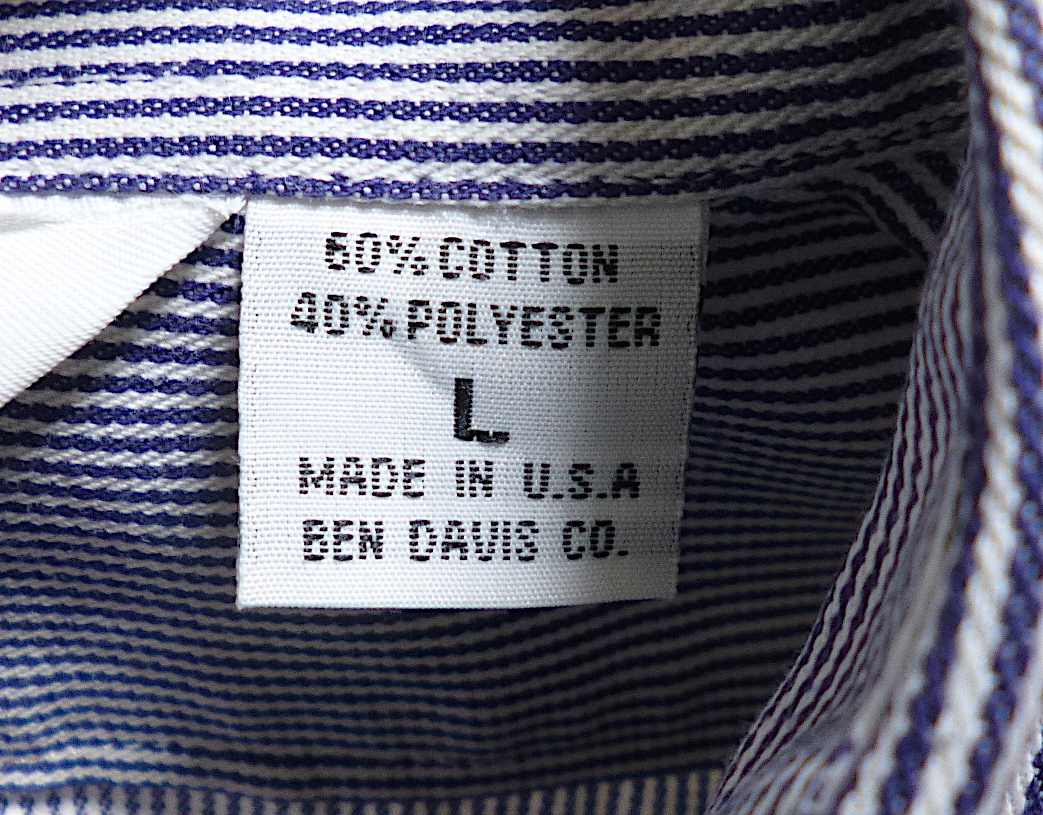 60% COTTON
40% POLYESTER
L
MADE IN U.S.A
BEN DAVIS CO.